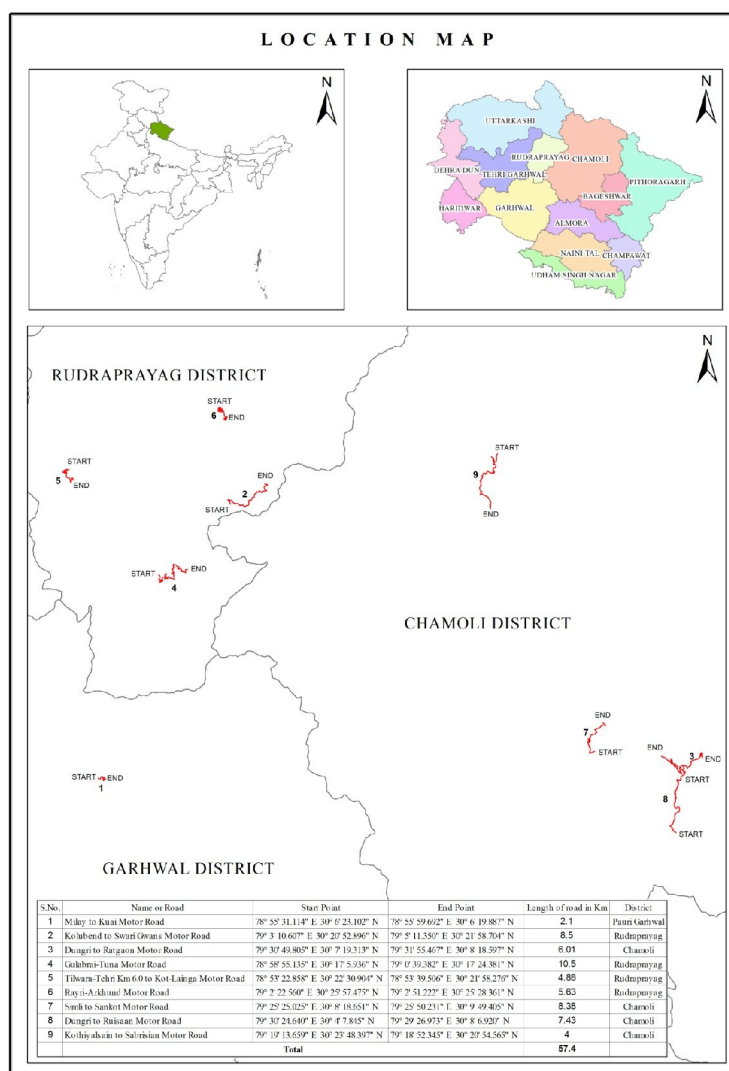 LOCATION MAP
N
N
UTTARKASHI
RUDRAPRAYAG
CHAMOLI
DEHRA DUN
TEHRI GARHWAL
PITHORAGARH
BAGESHWAR
HARIDWAR
GARHWAL
ALMORA
NAINI TAL
CHAMPAWAT
UDHAM SINGH NAGAR
N
RUDRAPRAYAG DISTRICT
START
6
END
START
5
END
START
9
END
END
2
START
START
END
4
CHAMOLI DISTRICT
END
7
START
END
3
END
START
8
START
START
END
1
GARHWAL DISTRICT
S.No. Name or Road Start Point End Point Length of road in Km District
1 Milay to Kuai Motor Road 78° 55' 31.114" E 30° 6' 23.102" N 78° 55' 59.692" E 30° 6' 19.887" N 2.1 Pauri Garhwal
2 Kolubend to Swari Gwans Motor Road 79° 3' 10.607" E 30° 20' 52.896" N 79° 5' 11.350" E 30° 21' 58.704" N 8.5 Rudraprayag
3 Dungri to Ratgaon Motor Road 79° 30' 49.805" E 30° 7' 19.313" N 79° 31' 55.467" E 30° 8' 18.597" N 6.01 Chamoli
4 Gulabrai-Tuna Motor Road 78° 58' 55.135" E 30° 17' 5.936" N 79° 0' 39.382" E 30° 17' 24.381" N 10.5 Rudraprayag
5 Tilwara-Tehri Km 6.0 to Kot-Lainga Motor Road 78° 53' 22.858" E 30° 22' 30.904" N 78° 53' 39.506" E 30° 21' 58.276" N 4.86 Rudraprayag
6 Rayri-Arkhund Motor Road 79° 2' 22.560" E 30° 25' 57.475" N 79° 2' 51.222" E 30° 25' 28.361" N 5.63 Rudraprayag
7 Simli to Sankot Motor Road 79° 25' 25.025" E 30° 8' 18.651" N 79° 25' 50.231" E 30° 9' 49.405" N 8.38 Chamoli
8 Dungri to Ruisaan Motor Road 79° 30' 24.640" E 30° 4' 7.845" N 79° 29' 26.973" E 30° 8' 6.920" N 7.43 Chamoli
9 Kothiyalsain to Sabrisian Motor Road 79° 19' 13.659" E 30° 23' 48.397" N 79° 18' 52.345" E 30° 20' 54.565" N 4 Chamoli
Total 57.4